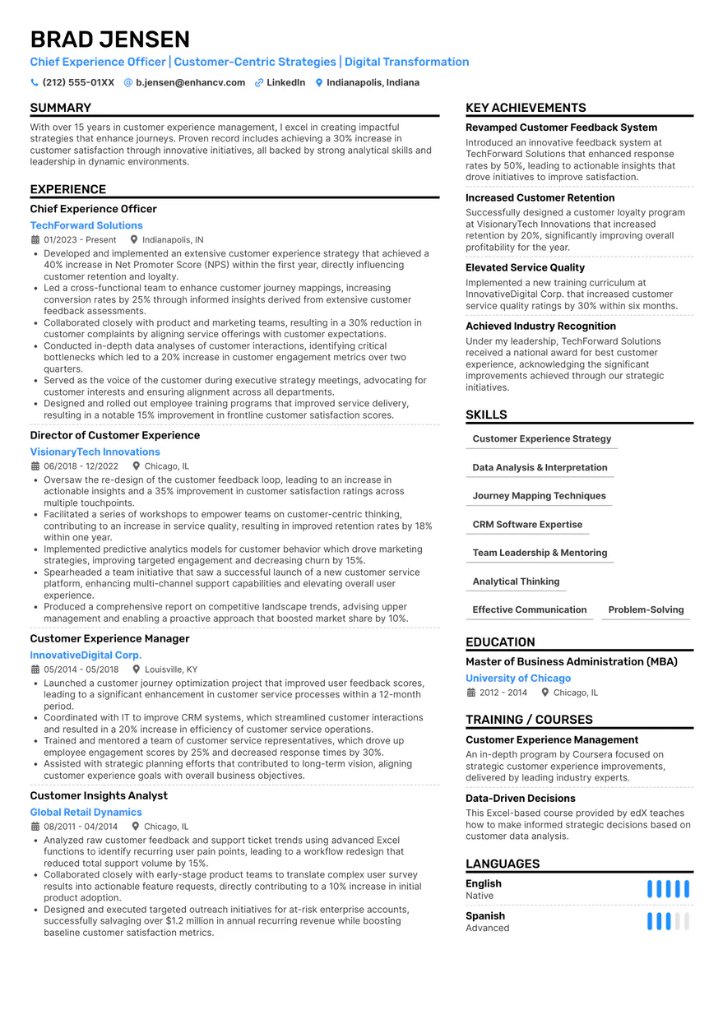 BRAD JENSEN
Chief Experience Officer | Customer-Centric Strategies | Digital Transformation
(212) 555-01XX b.jensen@enhancv.com LinkedIn Indianapolis, Indiana
SUMMARY
With over 15 years in customer experience management, I excel in creating impactful
strategies that enhance journeys. Proven record includes achieving a 30% increase in
customer satisfaction through innovative initiatives, all backed by strong analytical skills and
leadership in dynamic environments.
EXPERIENCE
Chief Experience Officer
TechForward Solutions
01/2023 - Present Indianapolis, IN
• Developed and implemented an extensive customer experience strategy that achieved a
40% increase in Net Promoter Score (NPS) within the first year, directly influencing
customer retention and loyalty.
• Led a cross-functional team to enhance customer journey mappings, increasing
conversion rates by 25% through informed insights derived from extensive customer
feedback assessments.
• Collaborated closely with product and marketing teams, resulting in a 30% reduction in
customer complaints by aligning service offerings with customer expectations.
• Conducted in-depth data analyses of customer interactions, identifying critical
bottlenecks which led to a 20% increase in customer engagement metrics over two
quarters.
• Served as the voice of the customer during executive strategy meetings, advocating for
customer interests and ensuring alignment across all departments.
• Designed and rolled out employee training programs that improved service delivery,
resulting in a notable 15% improvement in frontline customer satisfaction scores.
Director of Customer Experience
VisionaryTech Innovations
06/2018 - 12/2022 Chicago, IL
• Oversaw the re-design of the customer feedback loop, leading to an increase in
actionable insights and a 35% improvement in customer satisfaction ratings across
multiple touchpoints.
• Facilitated a series of workshops to empower teams on customer-centric thinking,
contributing to an increase in service quality, resulting in improved retention rates by 18%
within one year.
• Implemented predictive analytics models for customer behavior which drove marketing
strategies, improving targeted engagement and decreasing churn by 15%.
• Spearheaded a team initiative that saw a successful launch of a new customer service
platform, enhancing multi-channel support capabilities and elevating overall user
experience.
• Produced a comprehensive report on competitive landscape trends, advising upper
management and enabling a proactive approach that boosted market share by 10%.
Customer Experience Manager
InnovativeDigital Corp.
05/2014 - 05/2018 Louisville, KY
• Launched a customer journey optimization project that improved user feedback scores,
leading to a significant enhancement in customer service processes within a 12-month
period.
• Coordinated with IT to improve CRM systems, which streamlined customer interactions
and resulted in a 20% increase in efficiency of customer service operations.
• Trained and mentored a team of customer service representatives, which drove up
employee engagement scores by 25% and decreased response times by 30%.
• Assisted with strategic planning efforts that contributed to long-term vision, aligning
customer experience goals with overall business objectives.
Customer Insights Analyst
Global Retail Dynamics
08/2011 - 04/2014 Chicago, IL
• Analyzed raw customer feedback and support ticket trends using advanced Excel
functions to identify recurring user pain points, leading to a workflow redesign that
reduced total support volume by 15%.
• Collaborated closely with early-stage product teams to translate complex user survey
results into actionable feature requests, directly contributing to a 10% increase in initial
product adoption.
• Designed and executed targeted outreach initiatives for at-risk enterprise accounts,
successfully salvaging over $1.2 million in annual recurring revenue while boosting
baseline customer satisfaction metrics.
KEY ACHIEVEMENTS
Revamped Customer Feedback System
Introduced an innovative feedback system at
TechForward Solutions that enhanced response
rates by 50%, leading to actionable insights that
drove initiatives to improve satisfaction.
Increased Customer Retention
Successfully designed a customer loyalty program
at VisionaryTech Innovations that increased
retention by 20%, significantly improving overall
profitability for the year.
Elevated Service Quality
Implemented a new training curriculum at
InnovativeDigital Corp. that increased customer
service quality ratings by 30% within six months.
Achieved Industry Recognition
Under my leadership, TechForward Solutions
received a national award for best customer
experience, acknowledging the significant
improvements achieved through our strategic
initiatives.
SKILLS
Customer Experience Strategy
Data Analysis & Interpretation
Journey Mapping Techniques
CRM Software Expertise
Team Leadership & Mentoring
Analytical Thinking
Effective Communication Problem-Solving
EDUCATION
Master of Business Administration (MBA)
University of Chicago
2012 - 2014 Chicago, IL
TRAINING / COURSES
Customer Experience Management
An in-depth program by Coursera focused on
strategic customer experience improvements,
delivered by leading industry experts.
Data-Driven Decisions
This Excel-based course provided by edX teaches
how to make informed strategic decisions based on
customer data analysis.
LANGUAGES
English
Native
Spanish
Advanced